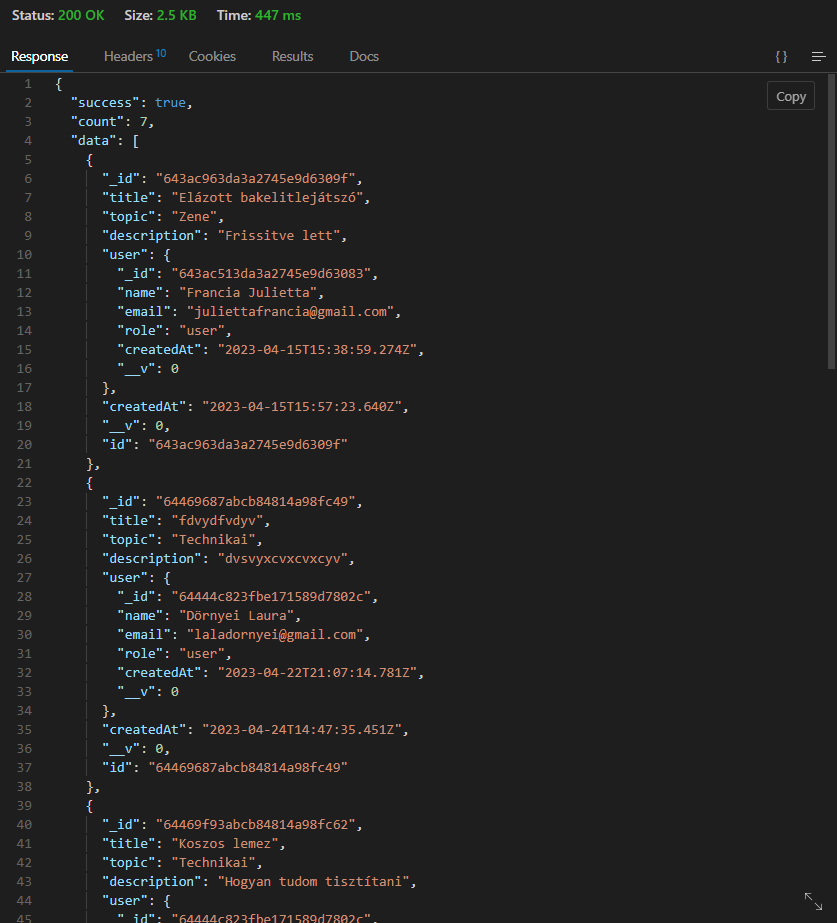 Status: 200 OK Size: 2.5 KB Time: 447 ms
Response Headers 10 Cookies Results Docs {}
Copy
1 {
2 "success": true,
3 "count": 7,
4 "data": [
5 {
6 "_id": "643ac963da3a2745e9d6309f",
7 "title": "Elázott bakelitlejátszó",
8 "topic": "Zene",
9 "description": "Frissitve lett",
10 "user": {
11 "_id": "643ac513da3a2745e9d63083",
12 "name": "Francia Julietta",
13 "email": "juliettafrancia@gmail.com",
14 "role": "user",
15 "createdAt": "2023-04-15T15:38:59.274Z",
16 "__v": 0
17 },
18 "createdAt": "2023-04-15T15:57:23.640Z",
19 "__v": 0,
20 "id": "643ac963da3a2745e9d6309f"
21 },
22 {
23 "_id": "64469687abcb84814a98fc49",
24 "title": "fdvydfvdyv",
25 "topic": "Technikai",
26 "description": "dvsvyxcvxcvxcyv",
27 "user": {
28 "_id": "64444c823fbe171589d7802c",
29 "name": "Dörnyei Laura",
30 "email": "laladornyei@gmail.com",
31 "role": "user",
32 "createdAt": "2023-04-22T21:07:14.781Z",
33 "__v": 0
34 },
35 "createdAt": "2023-04-24T14:47:35.451Z",
36 "__v": 0,
37 "id": "64469687abcb84814a98fc49"
38 },
39 {
40 "_id": "64469f93abcb84814a98fc62",
41 "title": "Koszos lemez",
42 "topic": "Technikai",
43 "description": "Hogyan tudom tisztítani",
44 "user": {
45 "_id": "64444c823fbe171589d7802c",